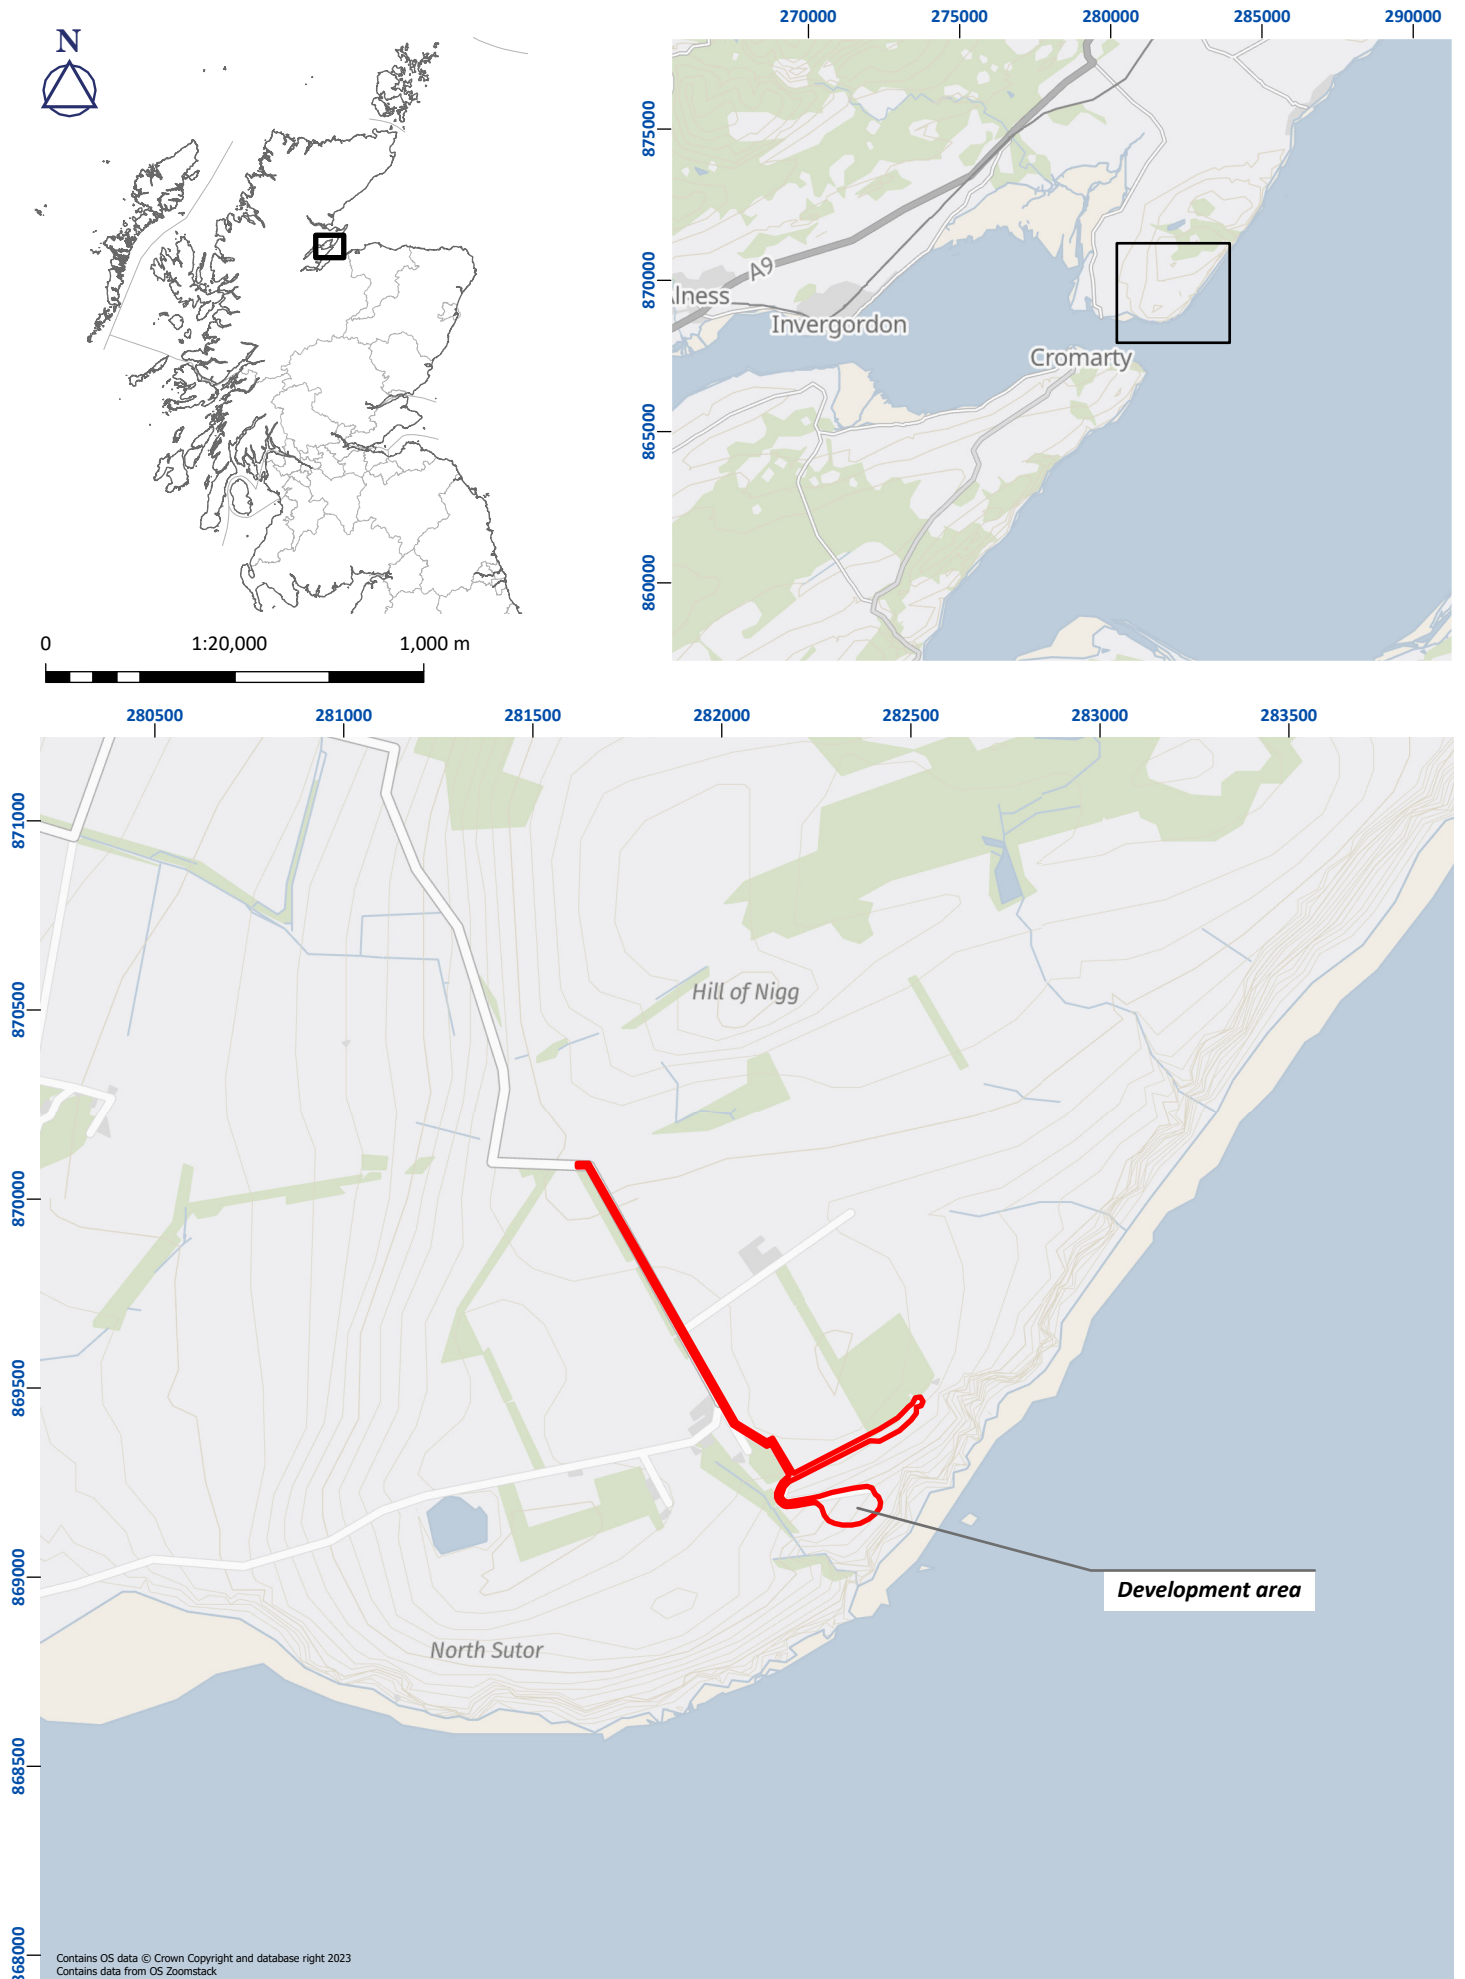 N
270000 275000 280000 285000 290000
875000
870000
865000
860000
A9
lness
Invergordon
Cromarty
0 1:20,000 1,000 m
280500 281000 281500 282000 282500 283000 283500
871000
870500
870000
869500
869000
868500
868000
Hill of Nigg
Development area
North Sutor
Contains OS data © Crown Copyright and database right 2023
Contains data from OS Zoomstack